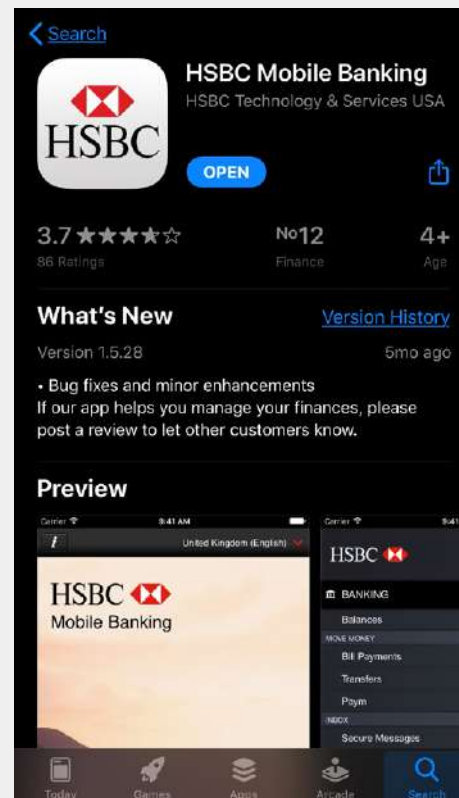 Search
HSBC
HSBC Mobile Banking
HSBC Technology & Services USA
OPEN
3.7 ★★★★☆
86 Ratings
No12
Finance
4+
Age
What's New
Version History
Version 1.5.28
5mo ago
• Bug fixes and minor enhancements
If our app helps you manage your finances, please
post a review to let other customers know.
Preview
Carrier
9:41 AM
i
United Kingdom (English)
HSBC
Mobile Banking
Carrier
9:41
HSBC
BANKING
Balances
MOVE MONEY
Bill Payments
Transfers
Paym
INBOX
Secure Messages
Today
Games
Apps
Arcade
Search